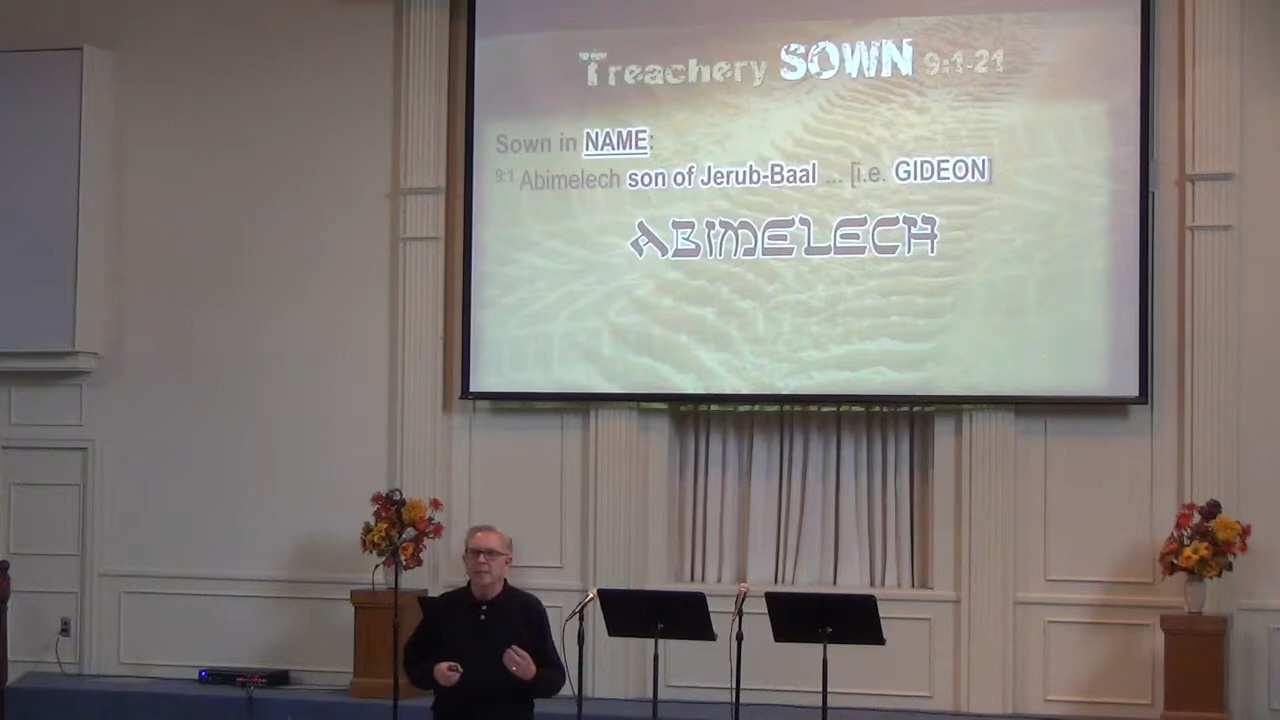 Treachery SOWN 9:1-21
Sown in NAME:
9:1 Abimelech son of Jerub-Baal ... [i.e. GIDEON]
ABIMELECH